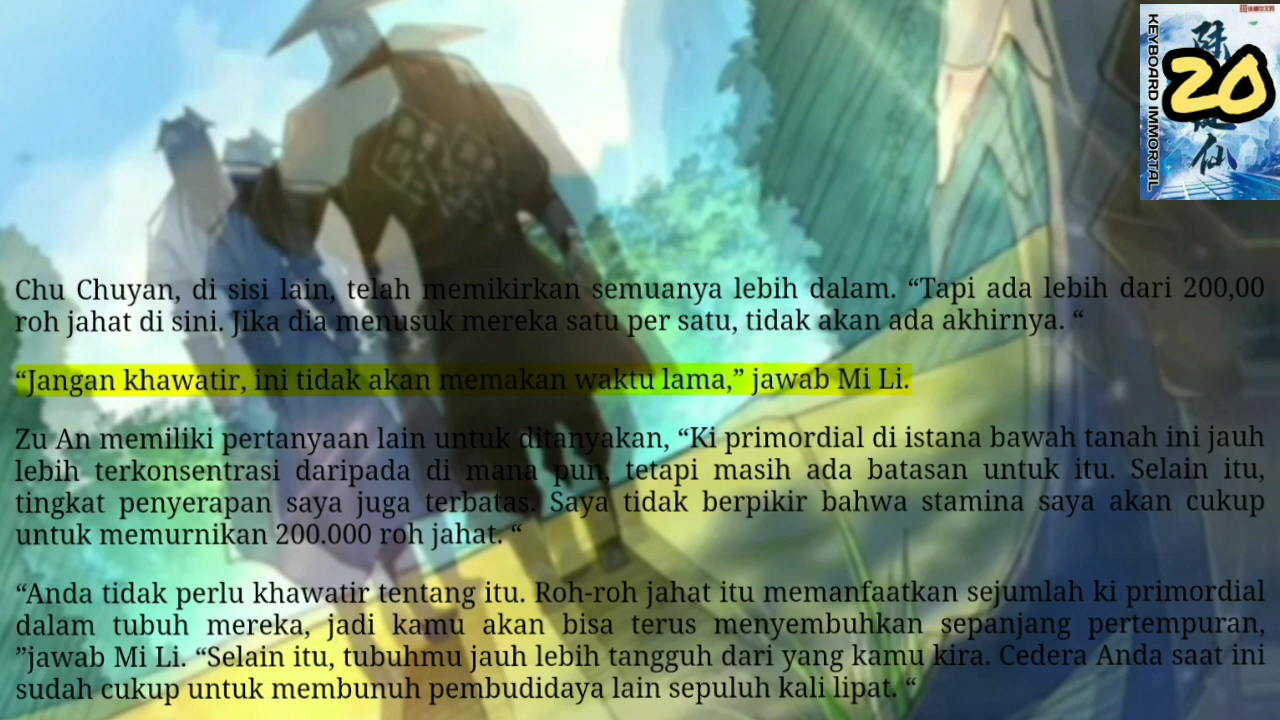 KEYBOARD IMMORTAL
20
仙
Chu Chuyan, di sisi lain, telah memikirkan semuanya lebih dalam. “Tapi ada lebih dari 200,00
roh jahat di sini. Jika dia menusuk mereka satu per satu, tidak akan ada akhirnya. “
“Jangan khawatir, ini tidak akan memakan waktu lama,” jawab Mi Li.
Zu An memiliki pertanyaan lain untuk ditanyakan, “Ki primordial di istana bawah tanah ini jauh
lebih terkonsentrasi daripada di mana pun, tetapi masih ada batasan untuk itu. Selain itu,
tingkat penyerapan saya juga terbatas. Saya tidak berpikir bahwa stamina saya akan cukup
untuk memurnikan 200.000 roh jahat. “
“Anda tidak perlu khawatir tentang itu. Roh-roh jahat itu memanfaatkan sejumlah ki primordial
dalam tubuh mereka, jadi kamu akan bisa terus menyembuhkan sepanjang pertempuran,
”jawab Mi Li. “Selain itu, tubuhmu jauh lebih tangguh dari yang kamu kira. Cedera Anda saat ini
sudah cukup untuk membunuh pembudidaya lain sepuluh kali lipat. “